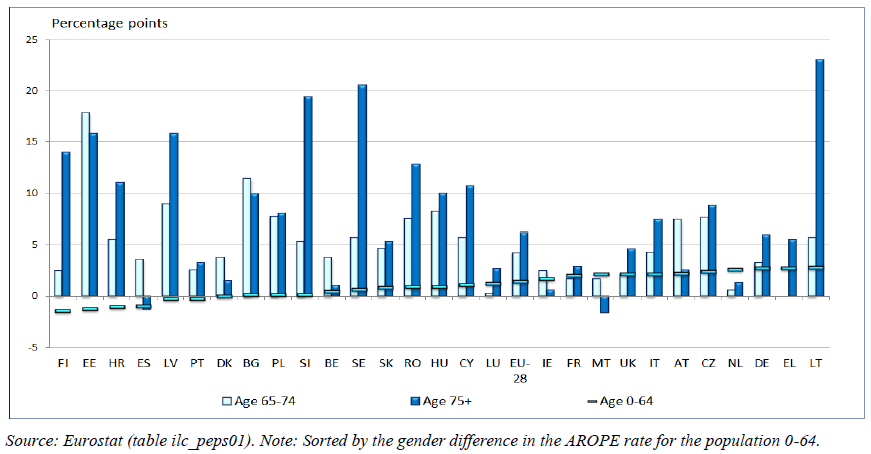 Percentage points
25
20
15
10
5
0
-5
FI EE HR ES LV PT DK BG PL SI BE SE SK RO HU CY LU EU-28 IE FR MT UK IT AT CZ NL DE EL LT
Age 65-74 Age 75+ Age 0-64
Source: Eurostat (table ilc_peps01). Note: Sorted by the gender difference in the AROPE rate for the population 0-64.